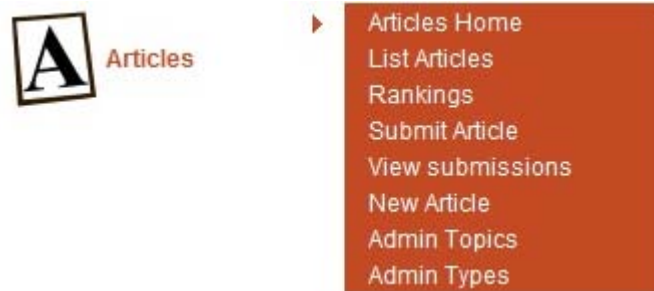 A
Articles
Articles Home
List Articles
Rankings
Submit Article
View submissions
New Article
Admin Topics
Admin Types